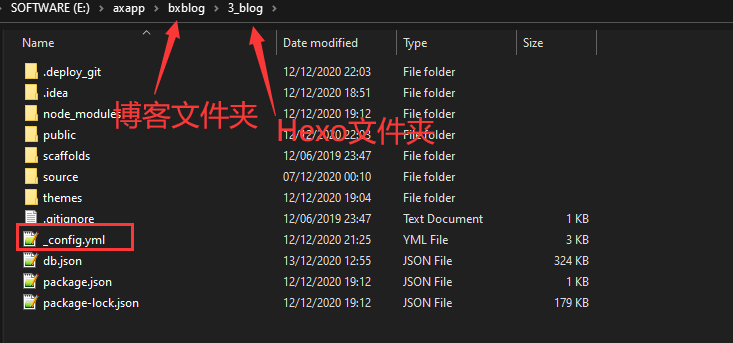 SOFTWARE (E:) > axapp > bxblog > 3_blog >
Name Date modified Type Size
.deploy_git 12/12/2020 22:03 File folder
.idea 12/12/2020 18:51 File folder
node_modules 12/12/2020 19:12 File folder
博客文件夹
public 12/12/2020 22:03 File folder
Hexo文件夹
scaffolds 12/06/2019 23:47 File folder
source 07/12/2020 00:10 File folder
themes 12/12/2020 19:04 File folder
.gitignore 12/06/2019 23:47 Text Document 1 KB
_config.yml 12/12/2020 21:25 YML File 3 KB
db.json 13/12/2020 12:55 JSON File 324 KB
package.json 12/12/2020 19:12 JSON File 1 KB
package-lock.json 12/12/2020 19:12 JSON File 179 KB